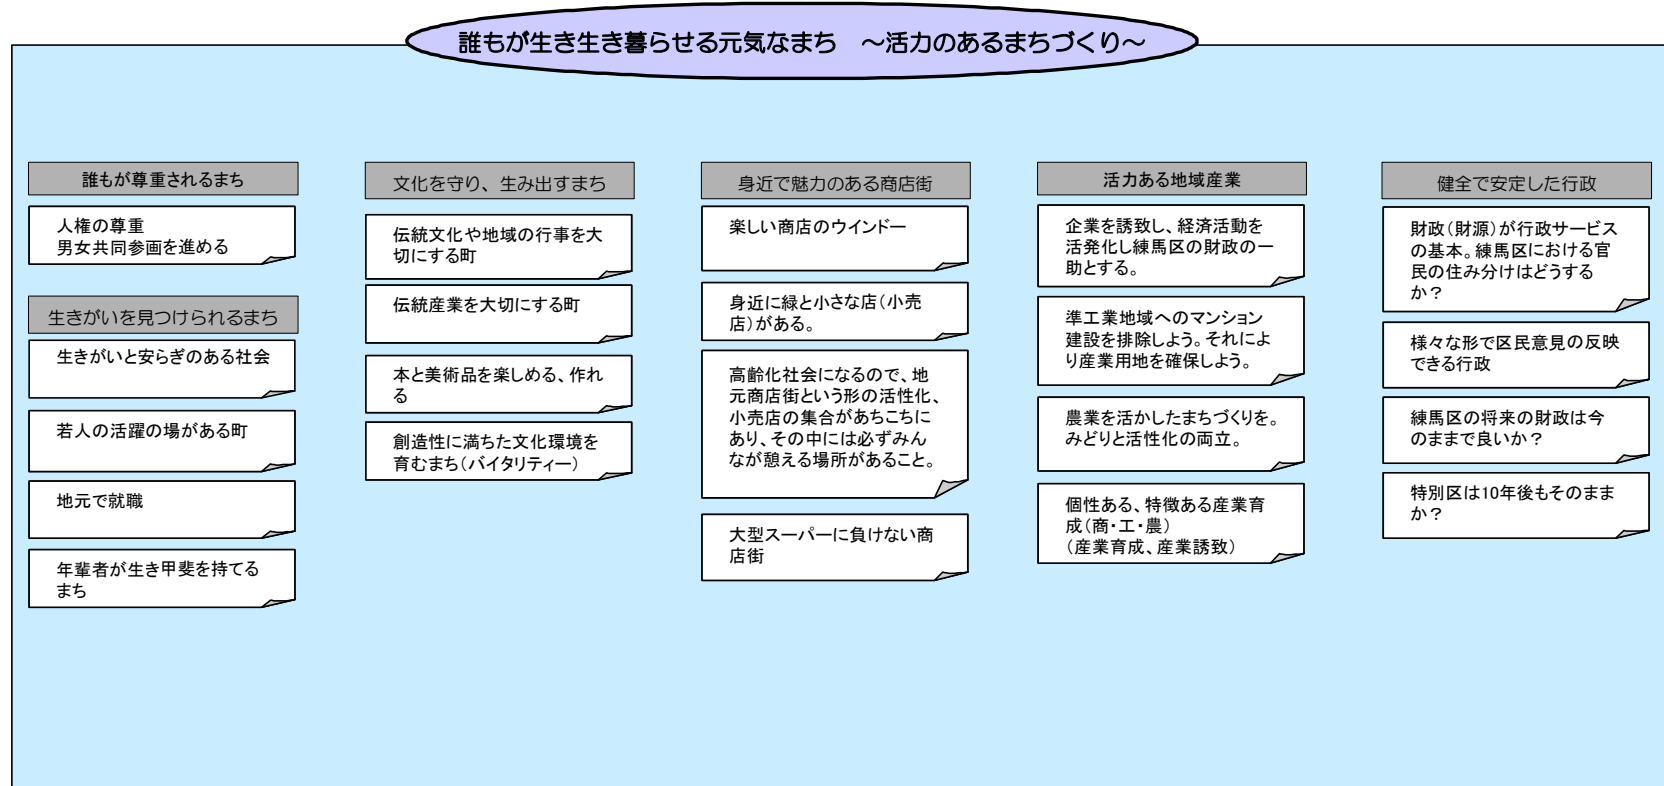 誰もが生き生き暮らせる元気なまち　～活力のあるまちづくり～
誰もが尊重されるまち
人権の尊重
男女共同参画を進める
生きがいを見つけられるまち
生きがいと安らぎのある社会
若人の活躍の場がある町
地元で就職
年輩者が生き甲斐を持てる
まち
文化を守り、生み出すまち
伝統文化や地域の行事を大
切にする町
伝統産業を大切にする町
本と美術品を楽しめる、作れ
る
創造性に満ちた文化環境を
育むまち（バイタリティー）
身近で魅力のある商店街
楽しい商店のウインドー
身近に緑と小さな店（小売
店）がある。
高齢化社会になるので、地
元商店街という形の活性化、
小売店の集合があちこちに
あり、その中には必ずみん
なが憩える場所があること。
大型スーパーに負けない商
店街
活力ある地域産業
企業を誘致し、経済活動を
活発化し練馬区の財政の一
助とする。
準工業地域へのマンション
建設を排除しよう。それによ
り産業用地を確保しよう。
農業を活かしたまちづくりを。
みどりと活性化の両立。
個性ある、特徴ある産業育
成（商・工・農）
（産業育成、産業誘致）
健全で安定した行政
財政（財源）が行政サービス
の基本。練馬区における官
民の住み分けはどうする
か？
様々な形で区民意見の反映
できる行政
練馬区の将来の財政は今
のままで良いか？
特別区は10年後もそのまま
か？